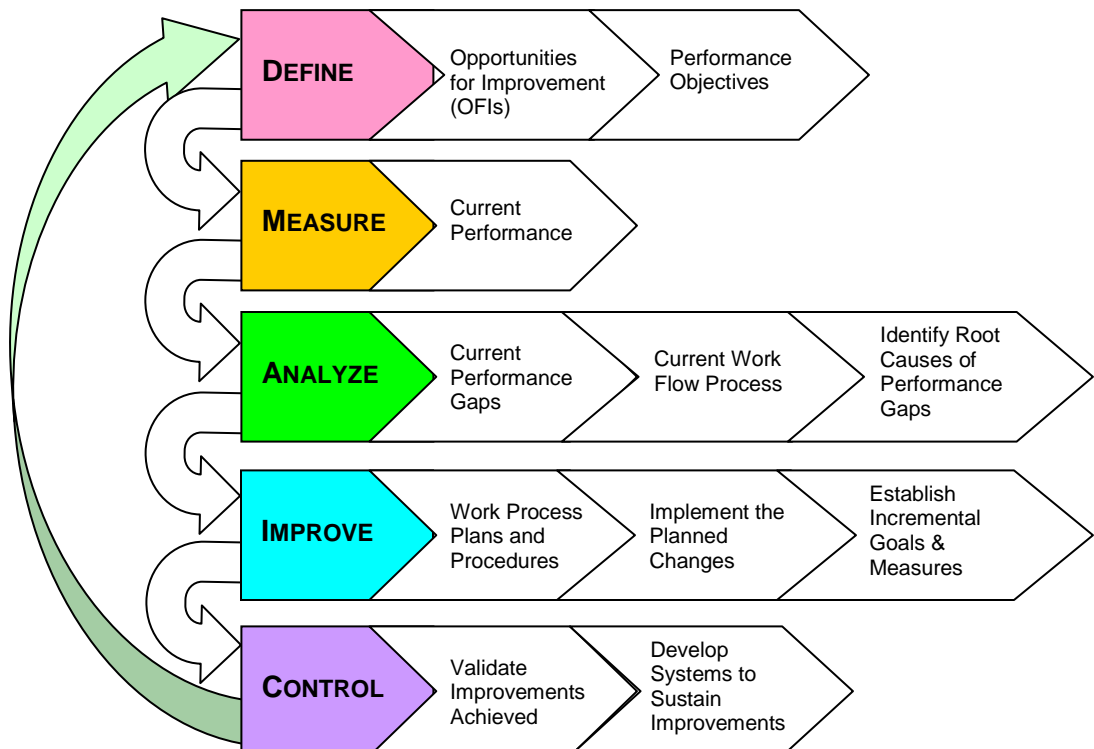 DEFINE
Opportunities
for Improvement
(OFIs)
Performance
Objectives
MEASURE
Current
Performance
ANALYZE
Current
Performance
Gaps
Current Work
Flow Process
Identify Root
Causes of
Performance
Gaps
IMPROVE
Work Process
Plans and
Procedures
Implement the
Planned
Changes
Establish
Incremental
Goals &
Measures
CONTROL
Validate
Improvements
Achieved
Develop
Systems to
Sustain
Improvements